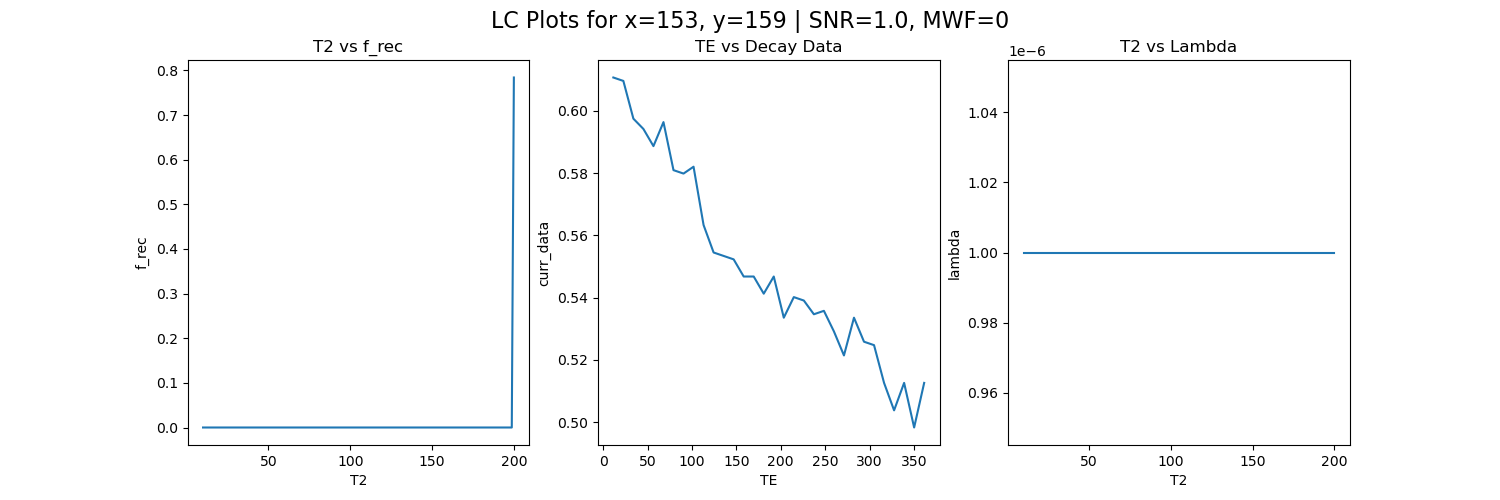 LC Plots for x=153, y=159 | SNR=1.0, MWF=0
T2 vs f_rec
f_rec
0.8
0.7
0.6
0.5
0.4
0.3
0.2
0.1
0.0
50 100 150 200
T2
TE vs Decay Data
curr_data
0.60
0.58
0.56
0.54
0.52
0.50
0 50 100 150 200 250 300 350
TE
T2 vs Lambda
1e−6
lambda
1.04
1.02
1.00
0.98
0.96
50 100 150 200
T2